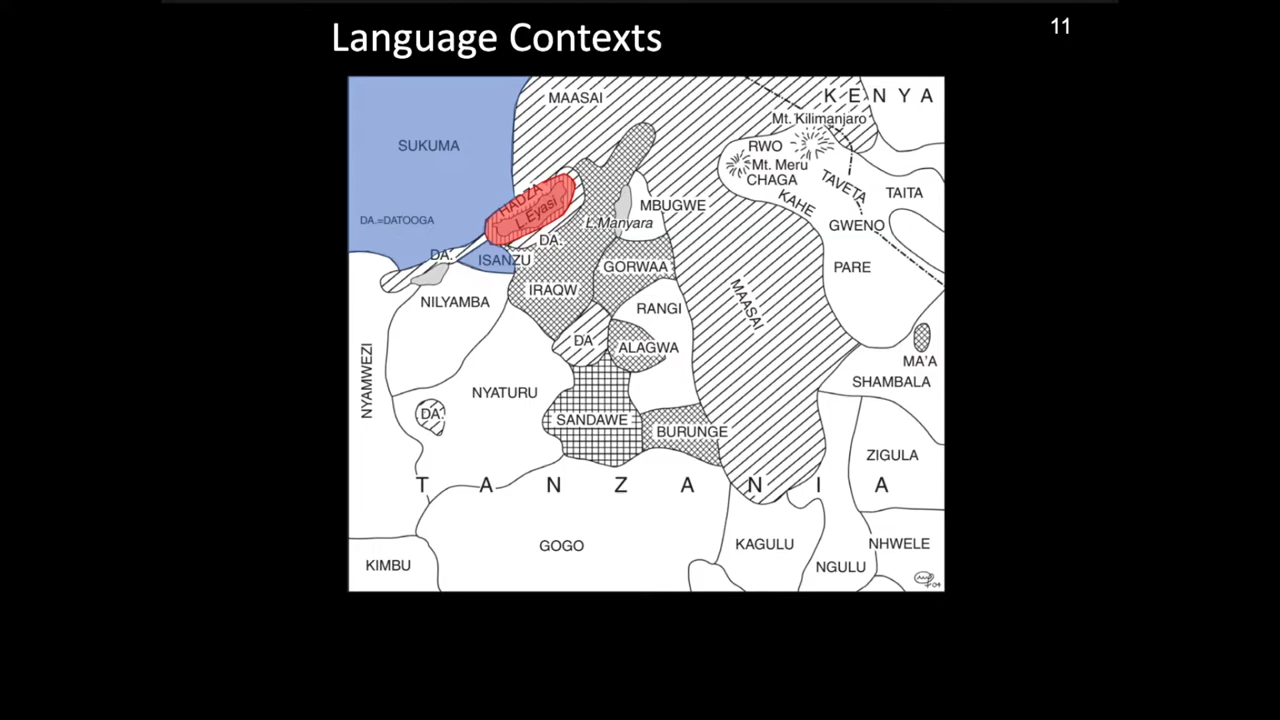 Language Contexts
11
KENYA
MAASAI
Mt. Kilimanjaro
SUKUMA
RWO
Mt. Meru
CHAGA
TAVETA
TAITA
HADZA
KAHE
L.Eyasi
MBUGWE
DA.=DATOOGA
L.Manyara
GWENO
DA.
DA.
ISANZU
GORWAA
PARE
IRAQW
NILYAMBA
RANGI
MAASAI
DA
ALAGWA
MA'A
NYAMWEZI
SHAMBALA
NYATURU
DA.
SANDAWE
BURUNGE
ZIGULA
TANZANIA
GOGO
KAGULU
NHWELE
KIMBU
NGULU